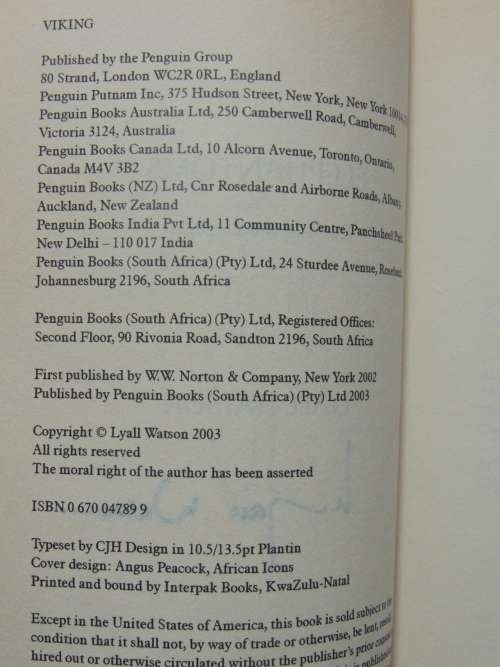 VIKING
Published by the Penguin Group
80 Strand, London WC2R 0RL, England
Penguin Putnam Inc, 375 Hudson Street, New York, New York
Penguin Books Australia Ltd, 250 Camberwell Road, Camberwell,
Victoria 3124, Australia
Penguin Books Canada Ltd, 10 Alcorn Avenue, Toronto, Ontario,
Canada M4V 3B2
Penguin Books (NZ) Ltd, Cnr Rosedale and Airborne Roads, Albany,
Auckland, New Zealand
Penguin Books India Pvt Ltd, 11 Community Centre, Panchsheel Park,
New Delhi – 110 017 India
Penguin Books (South Africa) (Pty) Ltd, 24 Sturdee Avenue, Rosebank,
Johannesburg 2196, South Africa
Penguin Books (South Africa) (Pty) Ltd, Registered Offices:
Second Floor, 90 Rivonia Road, Sandton 2196, South Africa
First published by W.W. Norton & Company, New York 2002
Published by Penguin Books (South Africa) (Pty) Ltd 2003
Copyright © Lyall Watson 2003
All rights reserved
The moral right of the author has been asserted
ISBN 0 670 04789 9
Typeset by CJH Design in 10.5/13.5pt Plantin
Cover design: Angus Peacock, African Icons
Printed and bound by Interpak Books, KwaZulu-Natal
Except in the United States of America, this book is sold subject to the
condition that it shall not, by way of trade or otherwise, be lent,
hired out or otherwise circulated without the publisher's prior consent